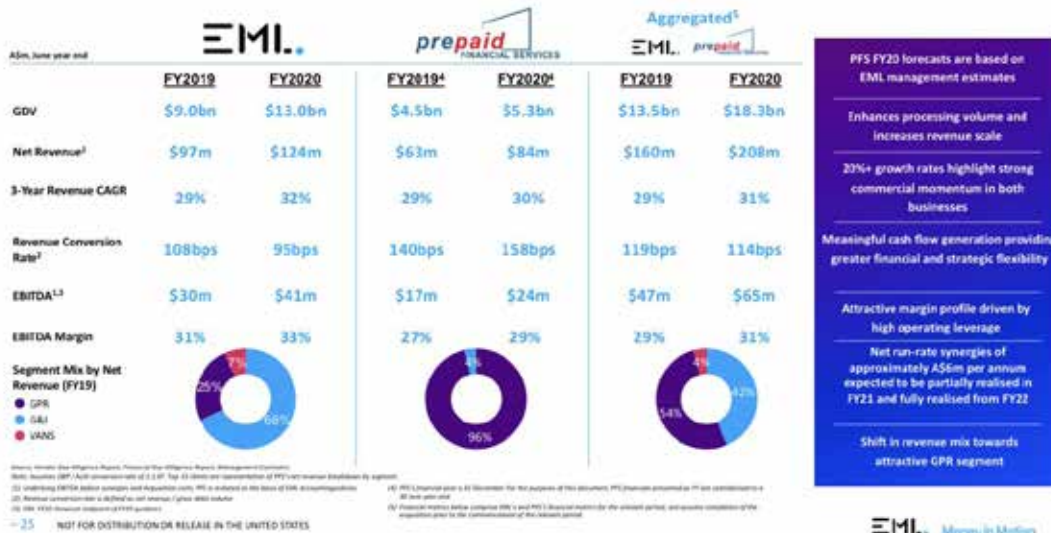 Aggregated⁵
EML.
prepaid
FINANCIAL SERVICES
EML. prepaid
A$m, June year end
FY2019 FY2020 FY2019⁴ FY2020⁴ FY2019 FY2020
GDV $9.0bn $13.0bn $4.5bn $5.3bn $13.5bn $18.3bn
Net Revenue² $97m $124m $63m $84m $160m $208m
3-Year Revenue CAGR 29% 32% 29% 30% 29% 31%
Revenue Conversion
Rate² 108bps 95bps 140bps 158bps 119bps 114bps
EBITDA¹,³ $30m $41m $17m $24m $47m $65m
EBITDA Margin 31% 33% 27% 29% 29% 31%
Segment Mix by Net
Revenue (FY19)
GPR
G&I
VANS
7%
25%
68%
4%
96%
4%
54%
42%
PFS FY20 forecasts are based on
EML management estimates
Enhances processing volume and
increases revenue scale
20%+ growth rates highlight strong
commercial momentum in both
businesses
Meaningful cash flow generation providing
greater financial and strategic flexibility
Attractive margin profile driven by
high operating leverage
Net run-rate synergies of
approximately A$6m per annum
expected to be partially realised in
FY21 and fully realised from FY22
Shift in revenue mix towards
attractive GPR segment
25 NOT FOR DISTRIBUTION OR RELEASE IN THE UNITED STATES
EML. Money in Motion